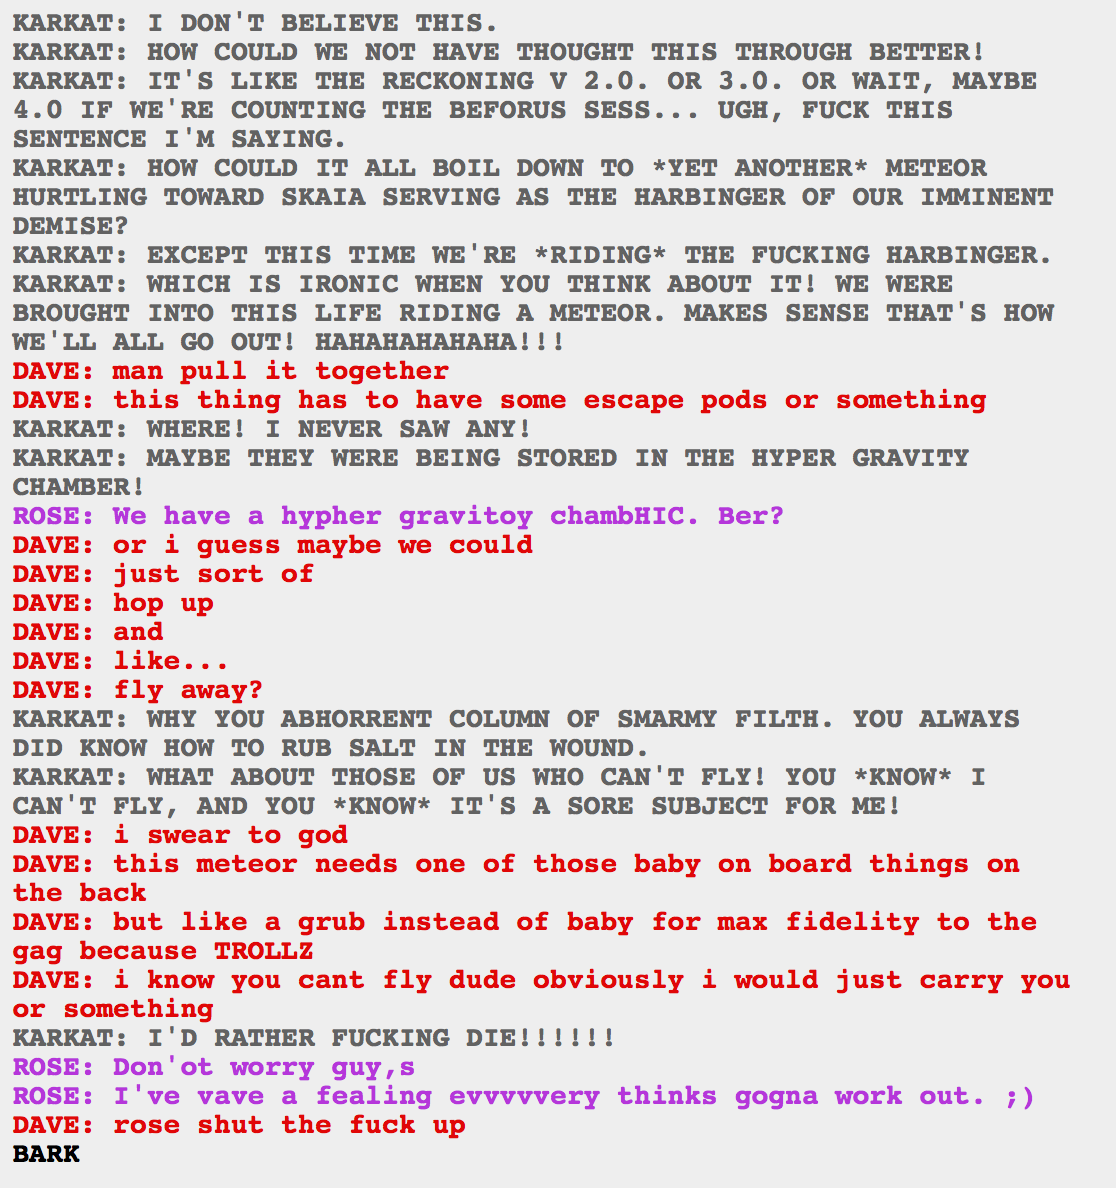 KARKAT: I DON'T BELIEVE THIS.
KARKAT: HOW COULD WE NOT HAVE THOUGHT THIS THROUGH BETTER!
KARKAT: IT'S LIKE THE RECKONING V 2.0. OR 3.0. OR WAIT, MAYBE
4.0 IF WE'RE COUNTING THE BEFORUS SESS... UGH, FUCK THIS
SENTENCE I'M SAYING.
KARKAT: HOW COULD IT ALL BOIL DOWN TO *YET ANOTHER* METEOR
HURTLING TOWARD SKAIA SERVING AS THE HARBINGER OF OUR IMMINENT
DEMISE?
KARKAT: EXCEPT THIS TIME WE'RE *RIDING* THE FUCKING HARBINGER.
KARKAT: WHICH IS IRONIC WHEN YOU THINK ABOUT IT! WE WERE
BROUGHT INTO THIS LIFE RIDING A METEOR. MAKES SENSE THAT'S HOW
WE'LL ALL GO OUT! HAHAHAHAHAHA!!!
DAVE: man pull it together
DAVE: this thing has to have some escape pods or something
KARKAT: WHERE! I NEVER SAW ANY!
KARKAT: MAYBE THEY WERE BEING STORED IN THE HYPER GRAVITY
CHAMBER!
ROSE: We have a hypher gravitoy chambHIC. Ber?
DAVE: or i guess maybe we could
DAVE: just sort of
DAVE: hop up
DAVE: and
DAVE: like...
DAVE: fly away?
KARKAT: WHY YOU ABHORRENT COLUMN OF SMARMY FILTH. YOU ALWAYS
DID KNOW HOW TO RUB SALT IN THE WOUND.
KARKAT: WHAT ABOUT THOSE OF US WHO CAN'T FLY! YOU *KNOW* I
CAN'T FLY, AND YOU *KNOW* IT'S A SORE SUBJECT FOR ME!
DAVE: i swear to god
DAVE: this meteor needs one of those baby on board things on
the back
DAVE: but like a grub instead of baby for max fidelity to the
gag because TROLLZ
DAVE: i know you cant fly dude obviously i would just carry you
or something
KARKAT: I'D RATHER FUCKING DIE!!!!!!
ROSE: Don'ot worry guy,s
ROSE: I've vave a fealing evvvvvery thinks gogna work out. ;)
DAVE: rose shut the fuck up
BARK